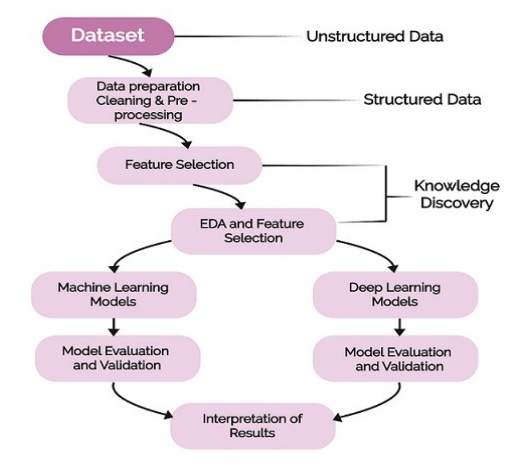 Dataset
Unstructured Data
Data preparation
Cleaning & Pre -
processing
Structured Data
Feature Selection
Knowledge
Discovery
EDA and Feature
Selection
Machine Learning
Models
Deep Learning
Models
Model Evaluation
and Validation
Model Evaluation
and Validation
Interpretation of
Results